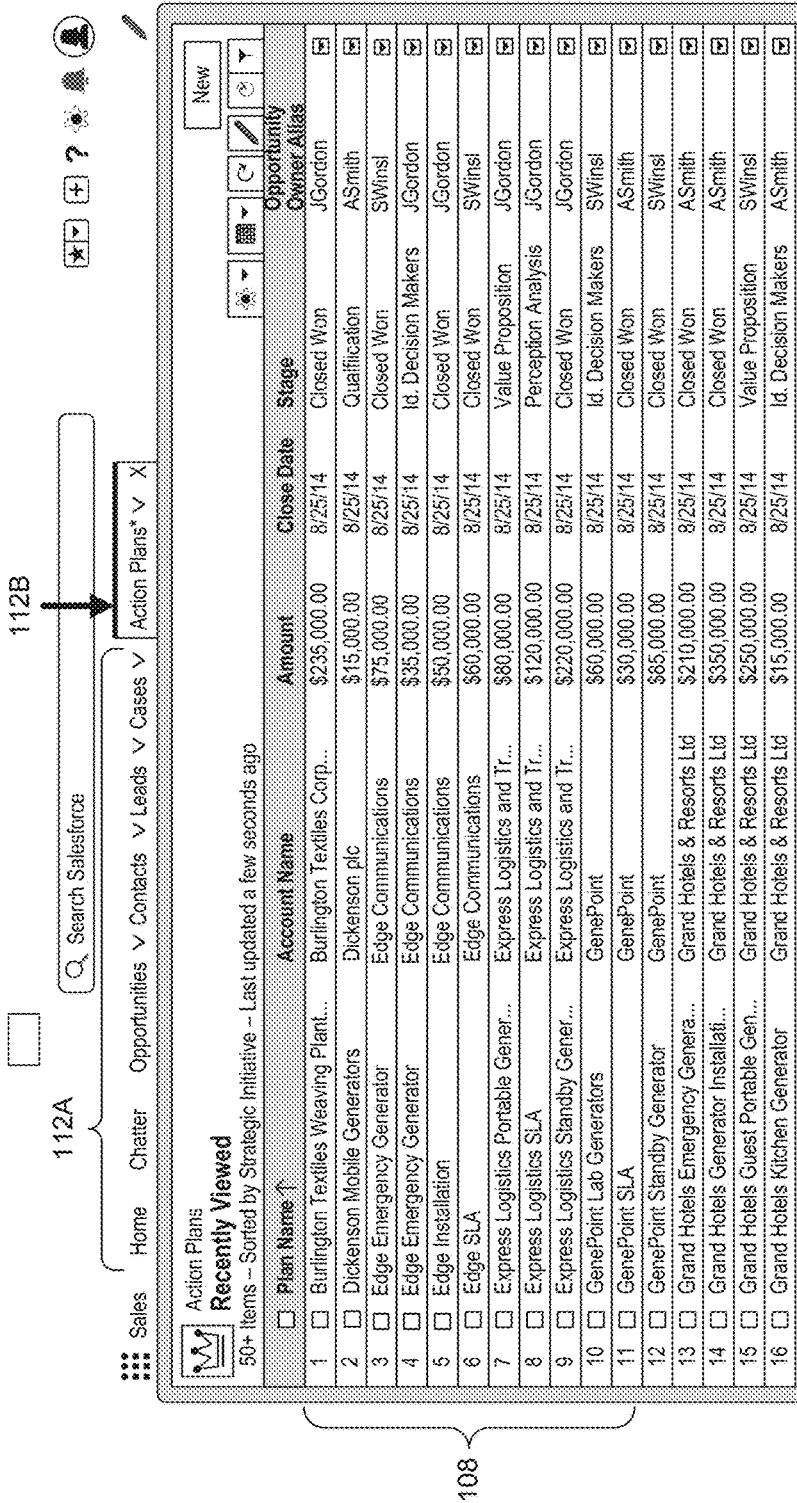 112A
112B
Search Salesforce
Sales Home Chatter Opportunities Contacts Leads Cases Action Plans* X
Action Plans
Recently Viewed
New
50+ Items – Sorted by Strategic Initiative – Last updated a few seconds ago
Plan Name ↑ Account Name Amount Close Date Stage Opportunity Owner Alias
1 Burlington Textiles Weaving Plant... Burlington Textiles Corp... $235,000.00 8/25/14 Closed Won JGordon
2 Dickenson Mobile Generators Dickenson plc $15,000.00 8/25/14 Qualification ASmith
3 Edge Emergency Generator Edge Communications $75,000.00 8/25/14 Closed Won SWinsl
4 Edge Emergency Generator Edge Communications $35,000.00 8/25/14 Id. Decision Makers JGordon
5 Edge Installation Edge Communications $50,000.00 8/25/14 Closed Won JGordon
6 Edge SLA Edge Communications $60,000.00 8/25/14 Closed Won SWinsl
7 Express Logistics Portable Gener... Express Logistics and Tr... $80,000.00 8/25/14 Value Proposition JGordon
8 Express Logistics SLA Express Logistics and Tr... $120,000.00 8/25/14 Perception Analysis JGordon
9 Express Logistics Standby Gener... Express Logistics and Tr... $220,000.00 8/25/14 Closed Won JGordon
10 GenePoint Lab Generators GenePoint $60,000.00 8/25/14 Id. Decision Makers SWinsl
11 GenePoint SLA GenePoint $30,000.00 8/25/14 Closed Won ASmith
12 GenePoint Standby Generator GenePoint $85,000.00 8/25/14 Closed Won SWinsl
13 Grand Hotels Emergency Genera... Grand Hotels & Resorts Ltd $210,000.00 8/25/14 Closed Won ASmith
14 Grand Hotels Generator Installati... Grand Hotels & Resorts Ltd $350,000.00 8/25/14 Closed Won ASmith
15 Grand Hotels Guest Portable Gen... Grand Hotels & Resorts Ltd $250,000.00 8/25/14 Value Proposition SWinsl
16 Grand Hotels Kitchen Generator Grand Hotels & Resorts Ltd $15,000.00 8/25/14 Id. Decision Makers ASmith
108